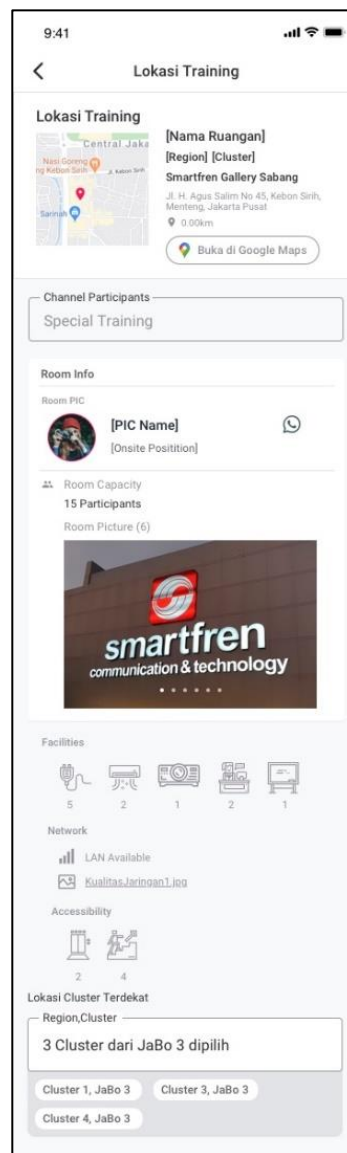 9:41
Lokasi Training
Lokasi Training
Central Jaka
Nasi Goreng
ng Kebon Sirih
Jl. Kebon Sirih
Sarinah
[Nama Ruangan]
[Region] [Cluster]
Smartfren Gallery Sabang
Jl. H. Agus Salim No 45, Kebon Sirih,
Menteng, Jakarta Pusat
0.00km
Buka di Google Maps
Channel Participants
Special Training
Room Info
Room PIC
[PIC Name]
[Onsite Positition]
Room Capacity
15 Participants
Room Picture (6)
smartfren
communication & technology
Facilities
5 2 1 2 1
Network
LAN Available
KualitasJaringan1.jpg
Accessibility
2 4
Lokasi Cluster Terdekat
Region,Cluster
3 Cluster dari JaBo 3 dipilih
Cluster 1, JaBo 3 Cluster 3, JaBo 3
Cluster 4, JaBo 3